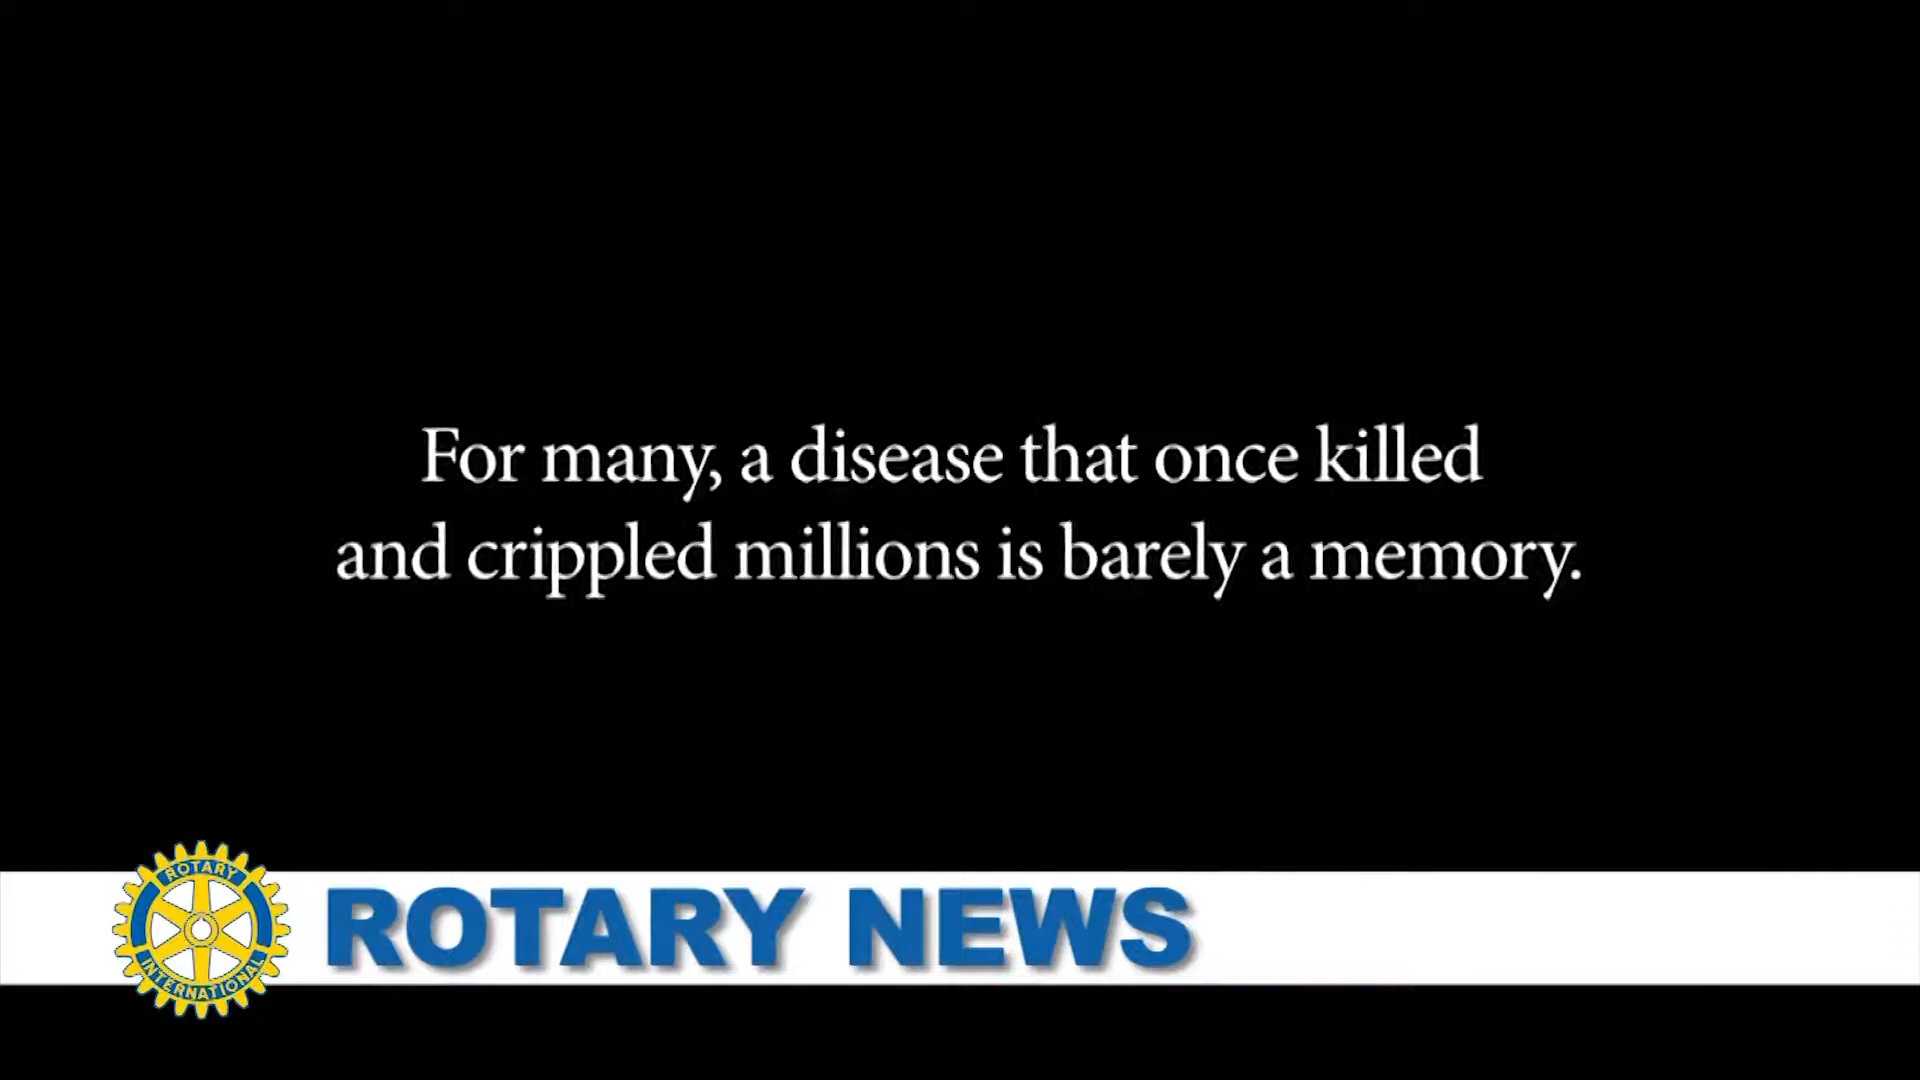 For many, a disease that once killed
and crippled millions is barely a memory.
ROTARY
INTERNATIONAL
ROTARY NEWS